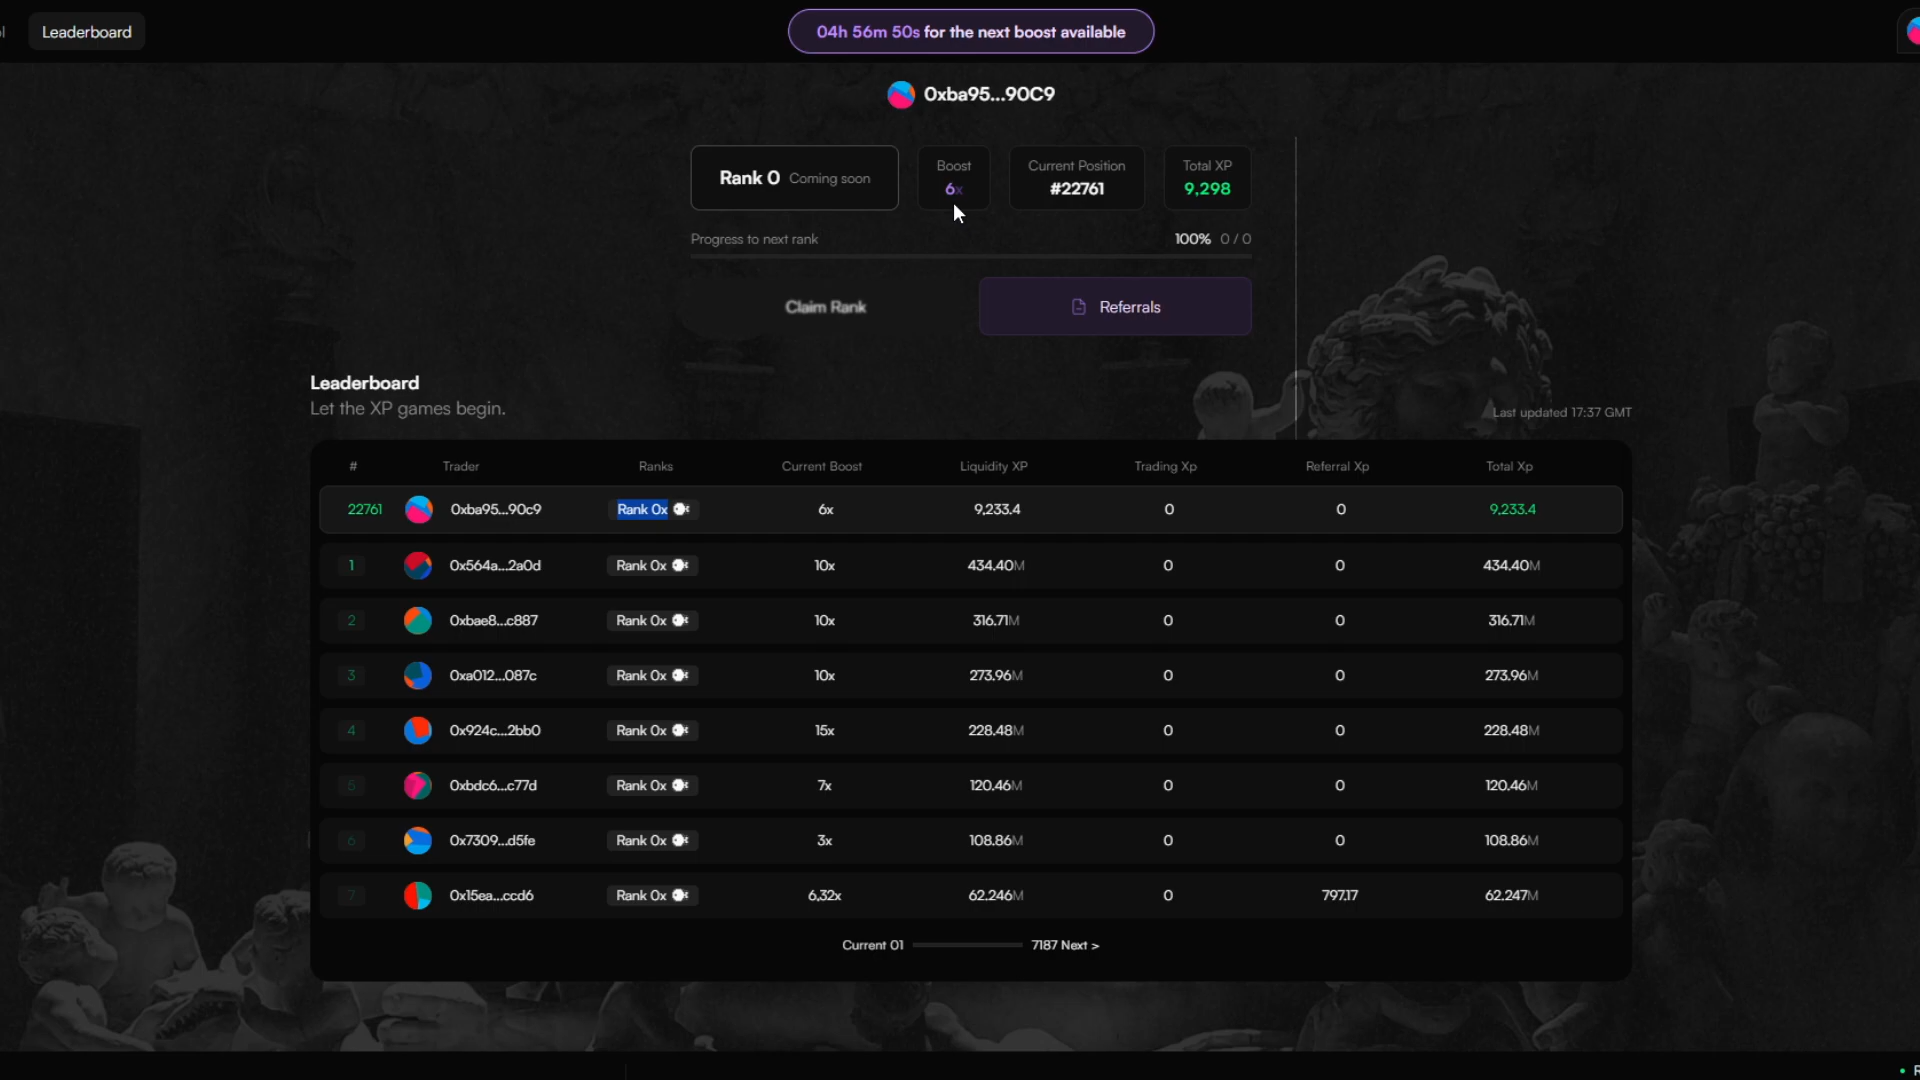 Leaderboard
04h 56m 50s for the next boost available
0xba95...90C9
Rank 0 Coming soon
Boost
6x
Current Position
#22761
Total XP
9,298
Progress to next rank 100% 0 / 0
Claim Rank
Referrals
Leaderboard
Let the XP games begin.
Last updated 17:37 GMT
# Trader Ranks Current Boost Liquidity XP Trading Xp Referral Xp Total Xp
22761 0xba95...90c9 Rank 0x 6x 9,233.4 0 0 9,233.4
1 0x564a...2a0d Rank 0x 10x 434.40M 0 0 434.40M
2 0xbae8...c887 Rank 0x 10x 316.71M 0 0 316.71M
3 0xa012...087c Rank 0x 10x 273.96M 0 0 273.96M
4 0x924c...2bb0 Rank 0x 15x 228.48M 0 0 228.48M
5 0xbdc6...c77d Rank 0x 7x 120.46M 0 0 120.46M
6 0x7309...d5fe Rank 0x 3x 108.86M 0 0 108.86M
7 0x15ea...ccd6 Rank 0x 6,32x 62.246M 0 797.17 62.247M
Current 01 7187 Next >